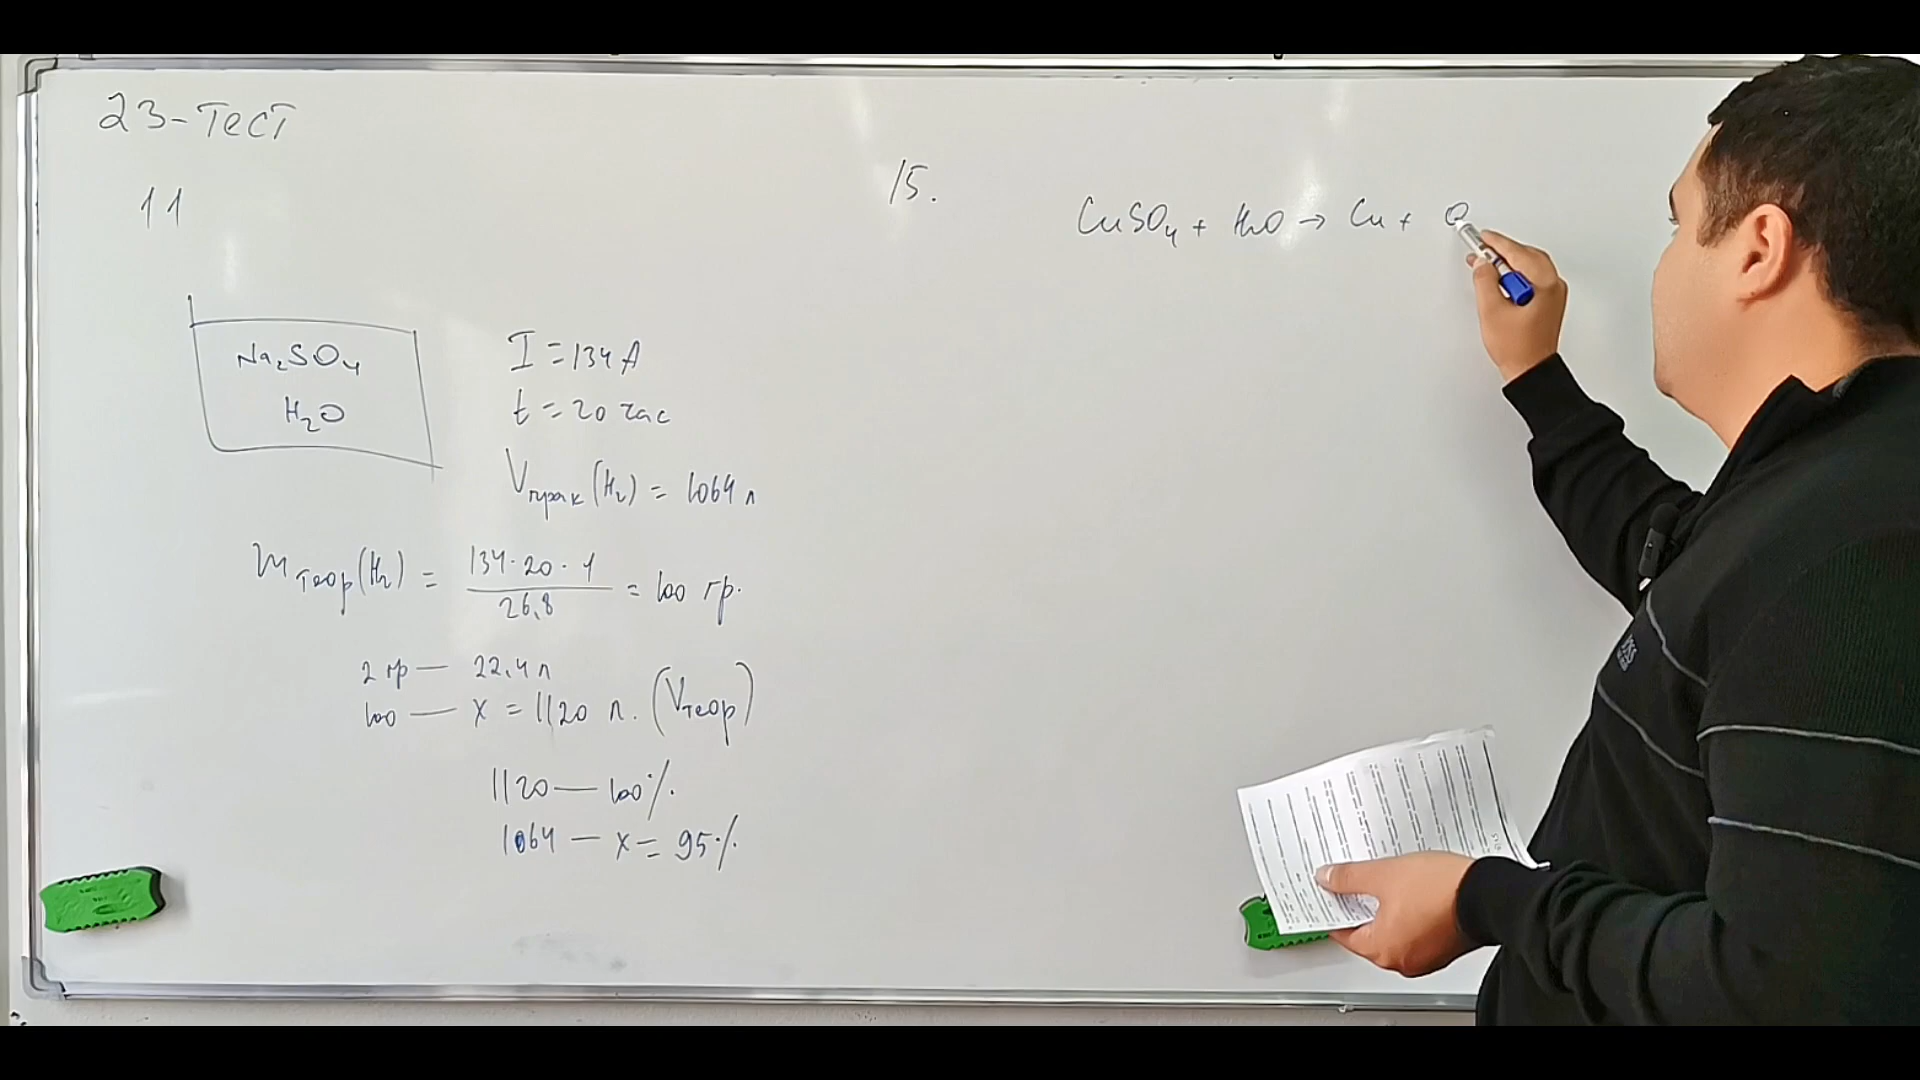 23-Тест
11
Na₂SO₄
H₂O
I = 134 A
t = 20 час
Vпрак (H₂) = 1064 л
mтеор (H₂) = 134·20·1 / 26,8 = 100 гр.
2 гр — 22,4 л
100 — x = 1120 л. (Vтеор)
1120 — 100%
1064 — x = 95%
15.
CuSO₄ + H₂O → Cu + O